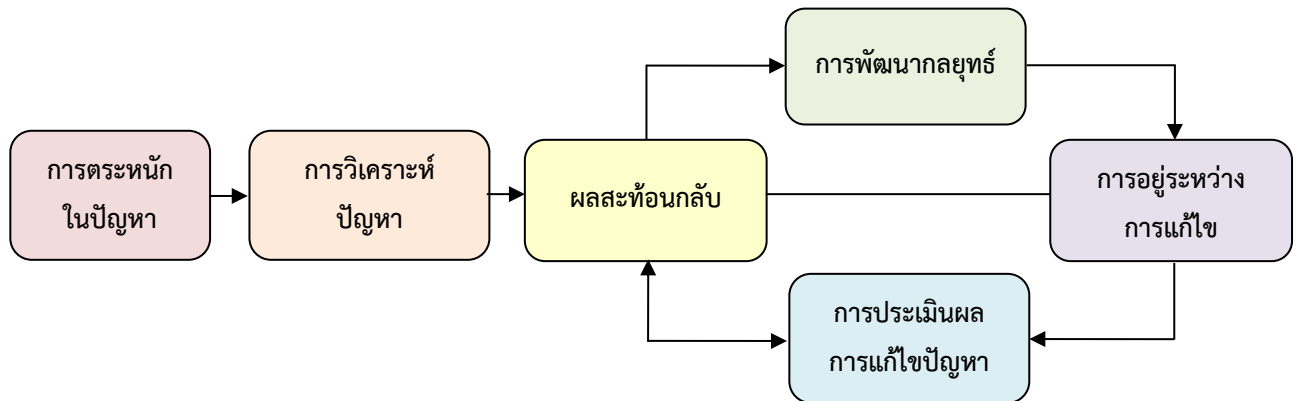 การพัฒนากลยุทธ์
การตระหนัก
ในปัญหา
การวิเคราะห์
ปัญหา
ผลสะท้อนกลับ
การอยู่ระหว่าง
การแก้ไข
การประเมินผล
การแก้ไขปัญหา